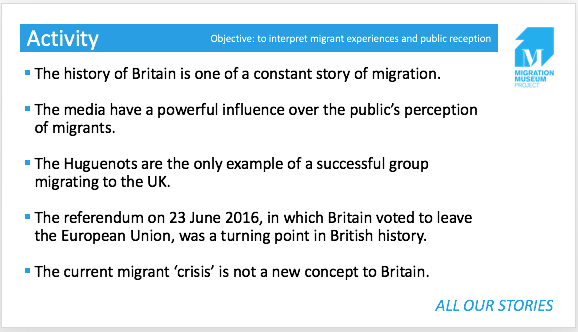 Activity
Objective: to interpret migrant experiences and public reception
M
MIGRATION
MUSEUM
PROJECT
The history of Britain is one of a constant story of migration.
The media have a powerful influence over the public’s perception
of migrants.
The Huguenots are the only example of a successful group
migrating to the UK.
The referendum on 23 June 2016, in which Britain voted to leave
the European Union, was a turning point in British history.
The current migrant ‘crisis’ is not a new concept to Britain.
ALL OUR STORIES